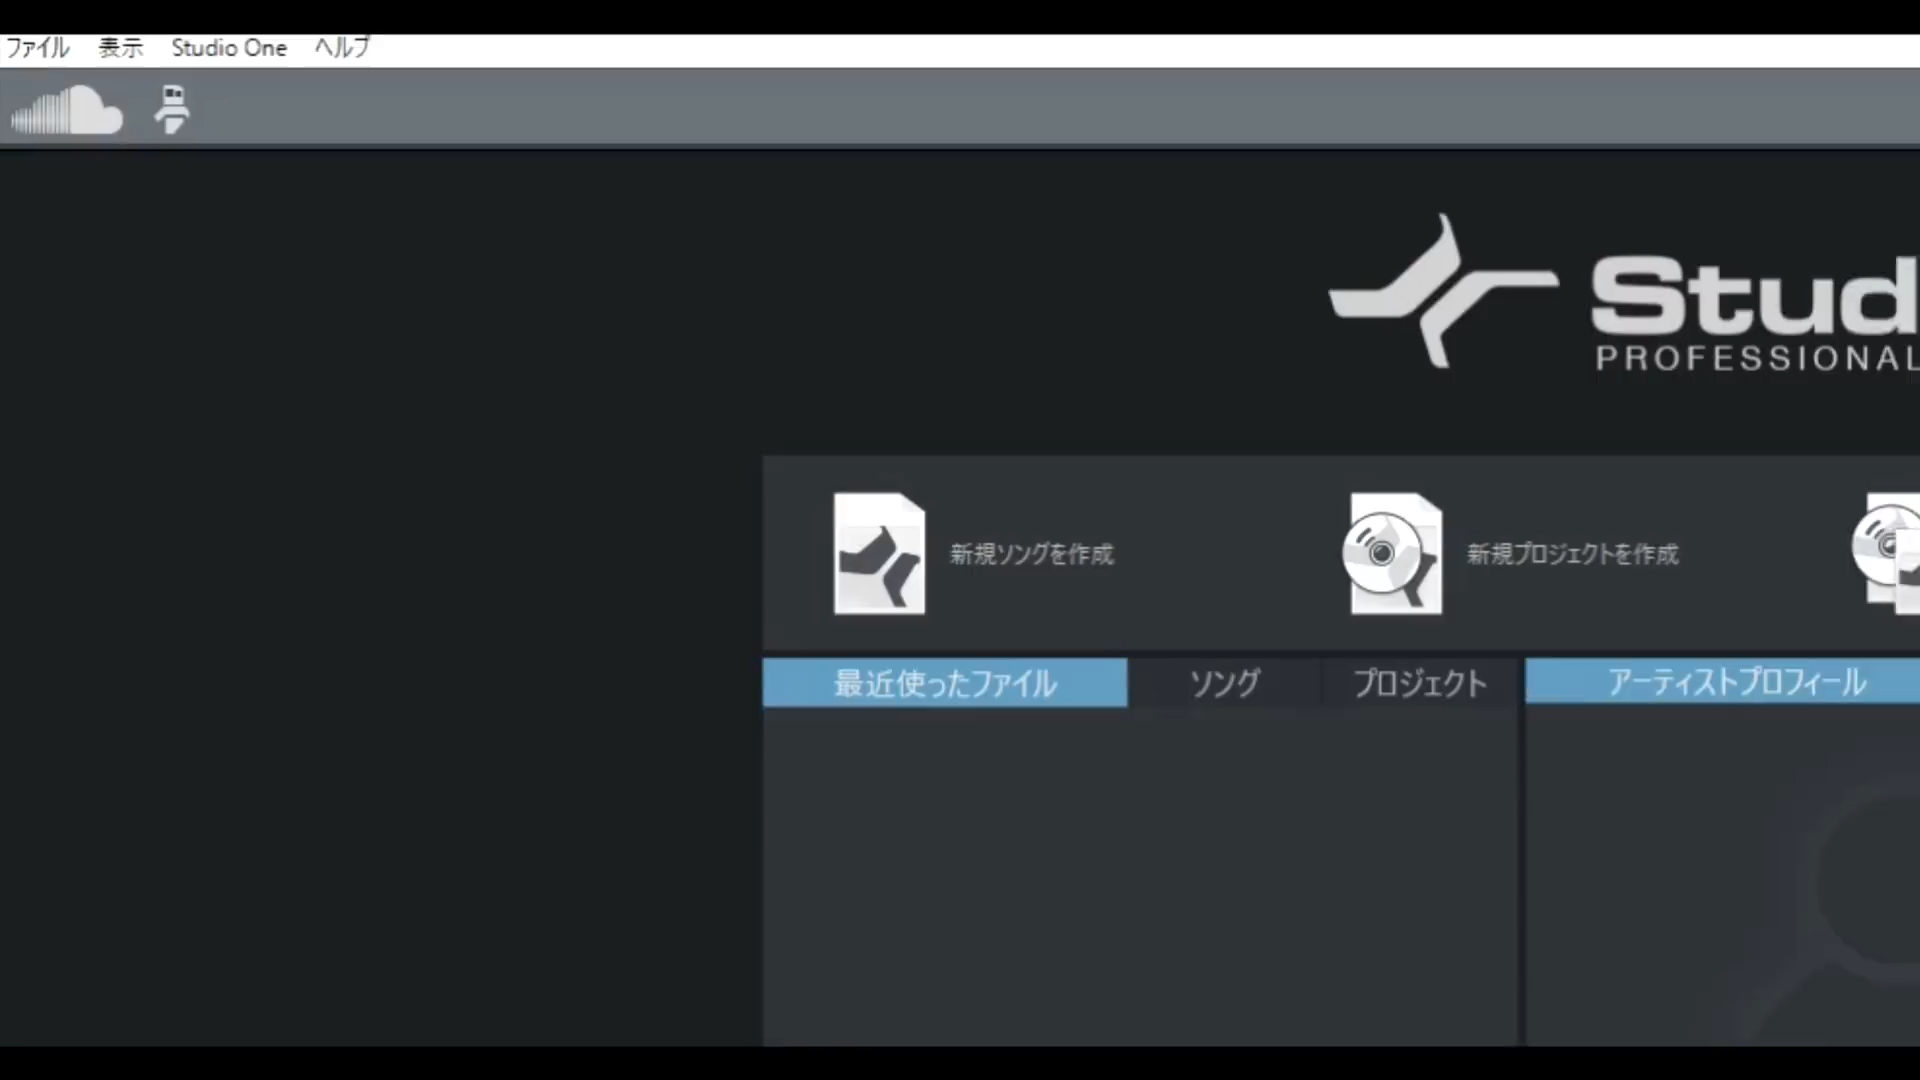 ファイル 表示 Studio One ヘルプ
Stud
PROFESSIONAL
新規ソングを作成 新規プロジェクトを作成
最近使ったファイル ソング プロジェクト アーティストプロフィール